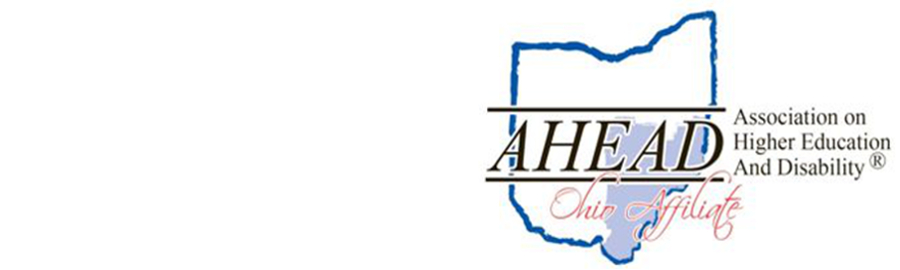 AHEAD
Association on
Higher Education
And Disability®
Ohio Affiliate